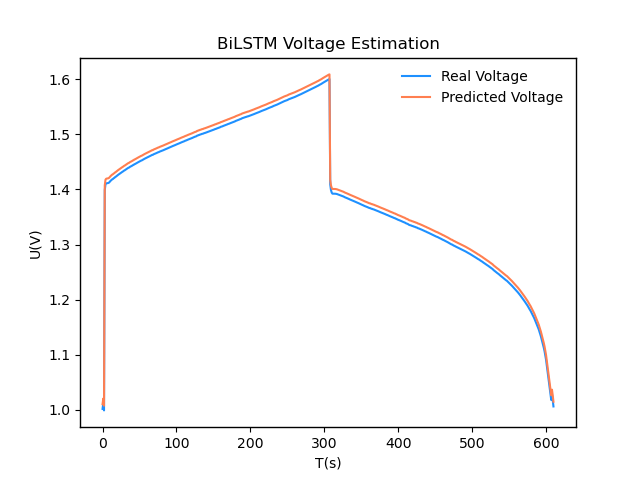 BiLSTM Voltage Estimation
Real Voltage
Predicted Voltage
U(V)
1.6
1.5
1.4
1.3
1.2
1.1
1.0
0 100 200 300 400 500 600
T(s)